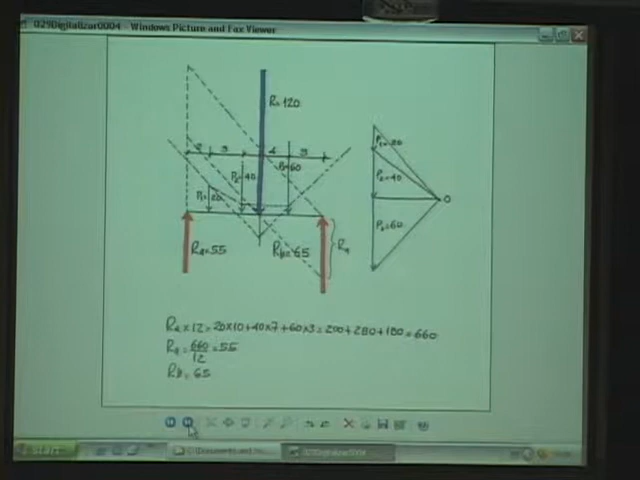 029Digitalizar0004 - Windows Picture and Fax Viewer
R=120
2 3 4 3
P=60
P₂=40
P₁=20
Ra=55
Rb=65
Ra
P₁=20
P₂=40
P₃=60
O
Ra x 12 = 20x10+40x7+60x3=200+280+180=660
Ra = 660/12 = 55
Rb = 65